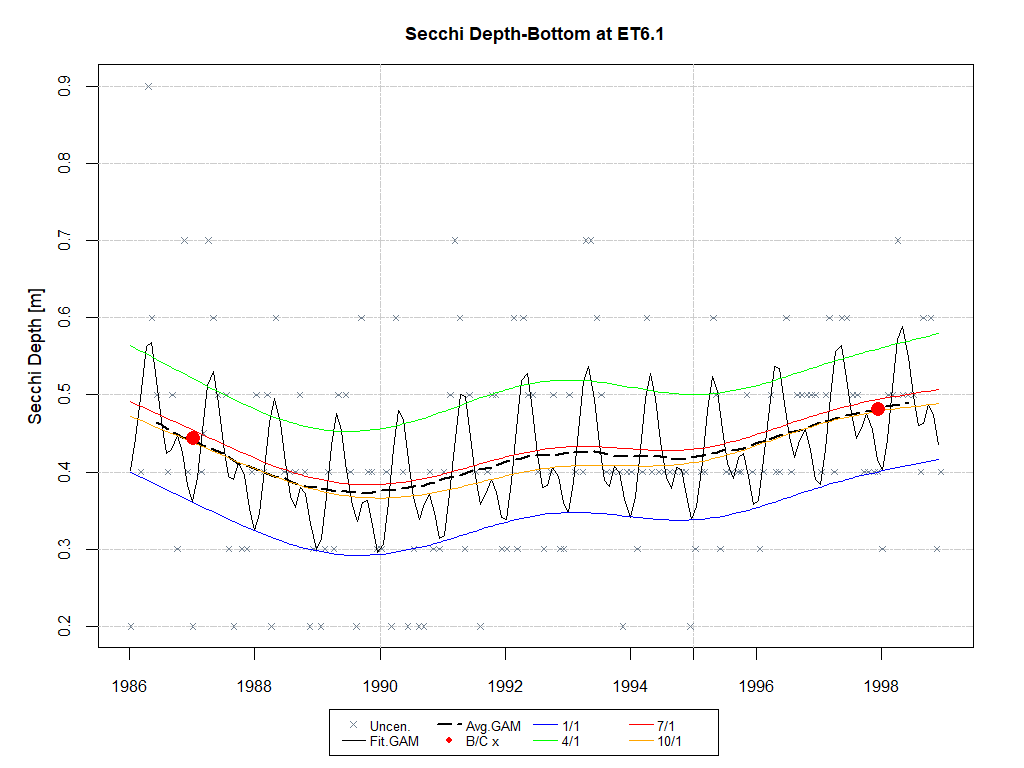 Secchi Depth-Bottom at ET6.1
Secchi Depth [m]
0.9
0.8
0.7
0.6
0.5
0.4
0.3
0.2
1986 1988 1990 1992 1994 1996 1998
Uncen. Avg.GAM 1/1 7/1
Fit.GAM B/C x 4/1 10/1